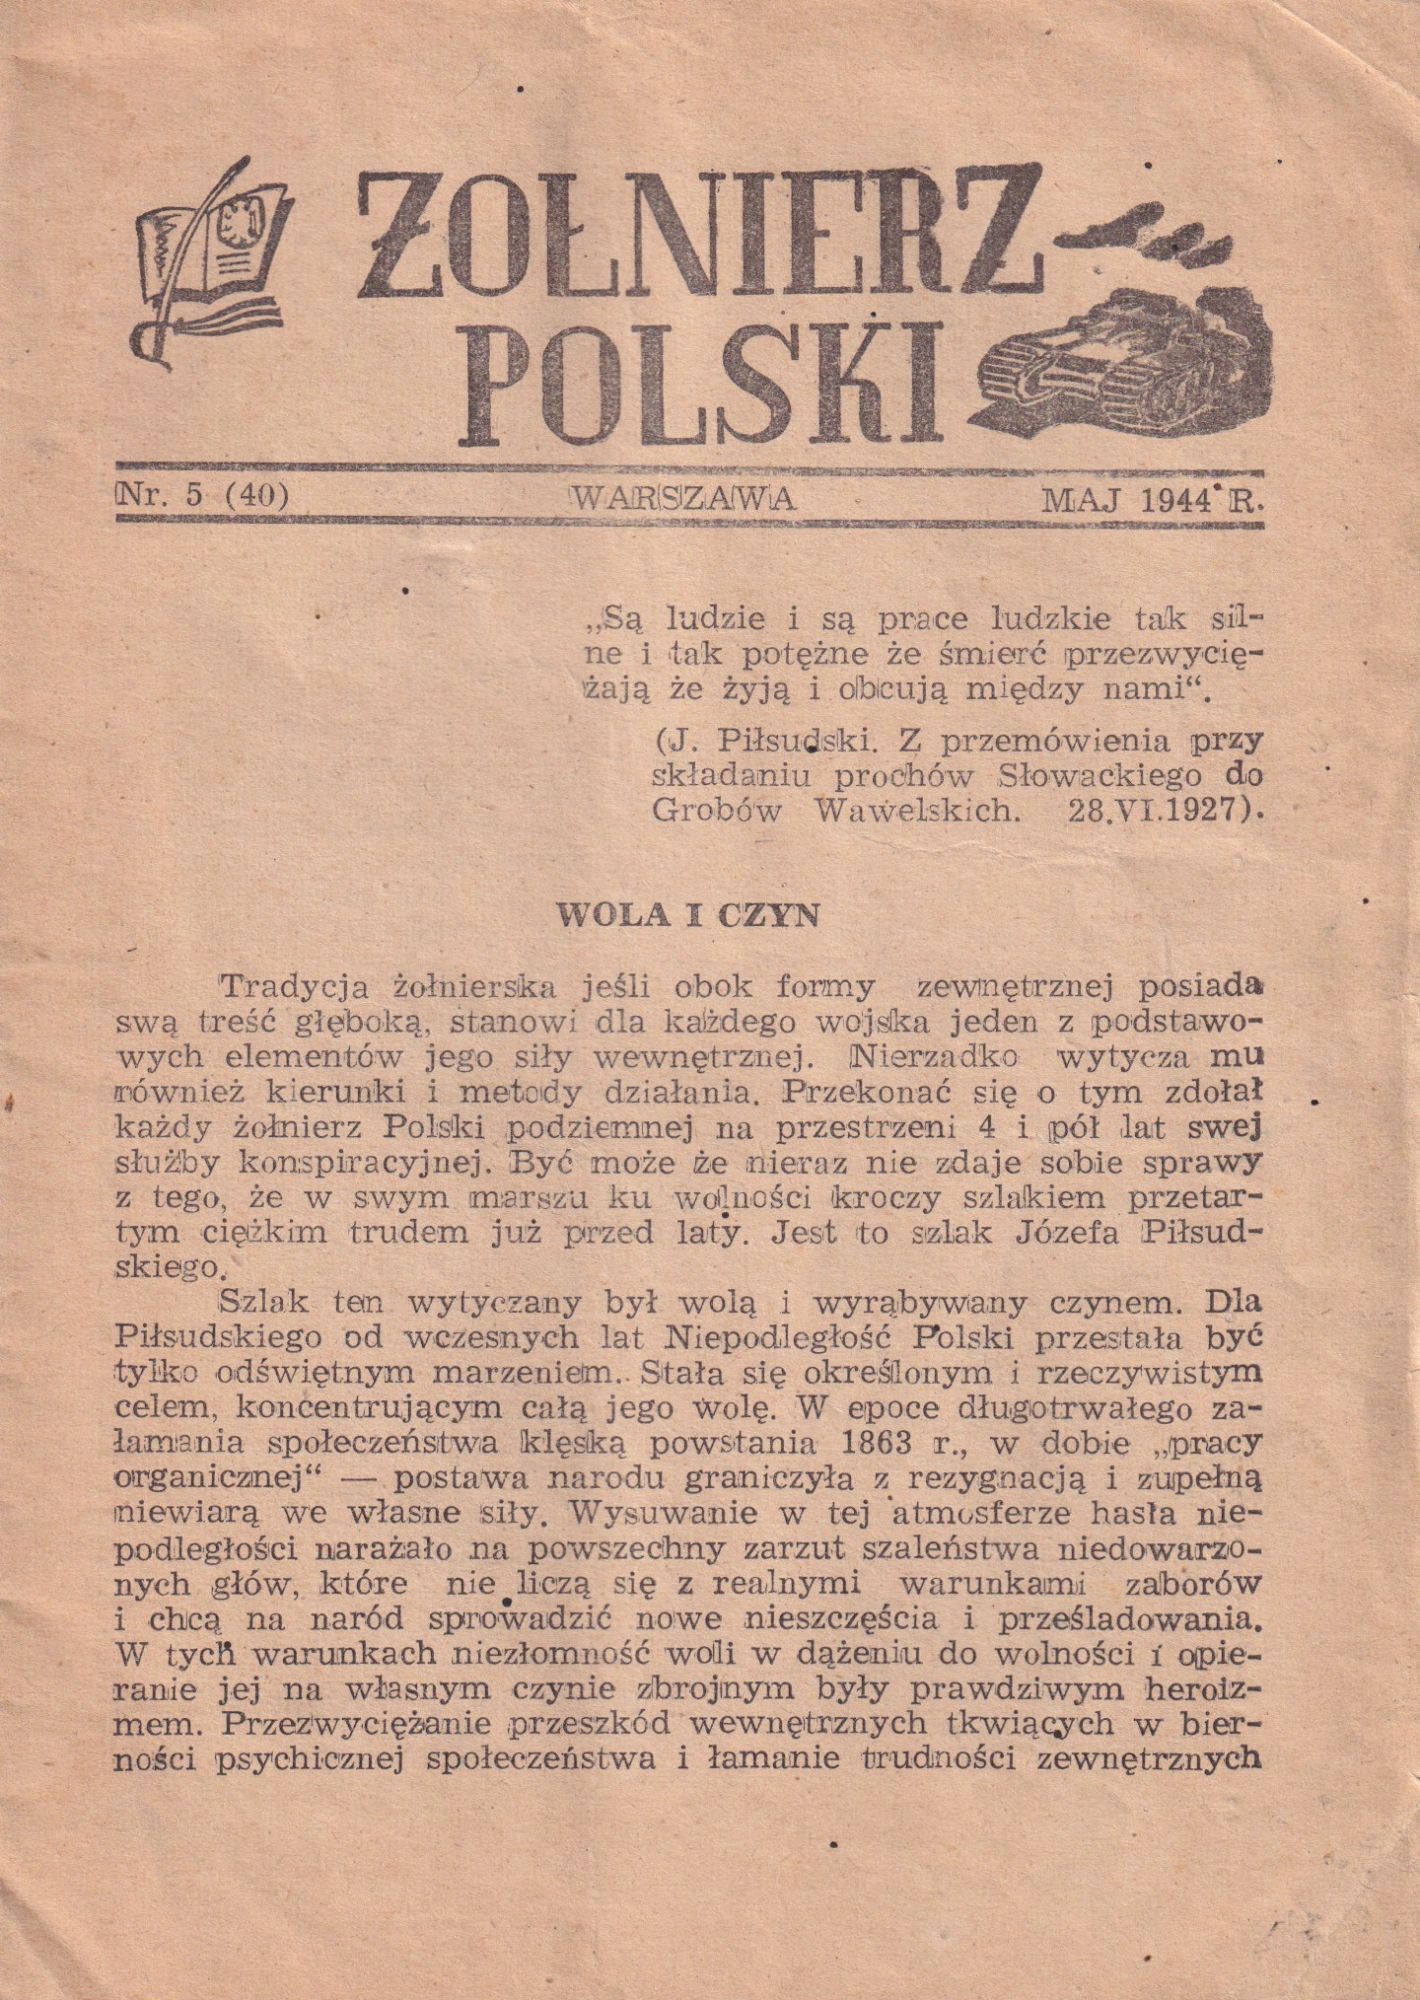 ŻOŁNIERZ
POLSKI
Nr. 5 (40) WARSZAWA MAJ 1944 R.
„Są ludzie i są prace ludzkie tak sil-
ne i tak potężne że śmierć przezwycię-
żają że żyją i obcują między nami“.
(J. Piłsudski. Z przemówienia przy
składaniu prochów Słowackiego do
Grobów Wawelskich. 28.VI.1927).
WOLA I CZYN
Tradycja żołnierska jeśli obok formy zewnętrznej posiada
swą treść głęboką, stanowi dla każdego wojska jeden z podstawo-
wych elementów jego siły wewnętrznej. Nierzadko wytycza mu
również kierunki i metody działania. Przekonać się o tym zdołał
każdy żołnierz Polski podziemnej na przestrzeni 4 i pół lat swej
służby konspiracyjnej. Być może że nieraz nie zdaje sobie sprawy
z tego, że w swym marszu ku wolności kroczy szlakiem przetar-
tym ciężkim trudem już przed laty. Jest to szlak Józefa Piłsud-
skiego.
Szlak ten wytyczany był wolą i wyrąbywany czynem. Dla
Piłsudskiego od wczesnych lat Niepodległość Polski przestała być
tylko odświętnym marzeniem. Stała się określonym i rzeczywistym
celem, koncentrującym całą jego wolę. W epoce długotrwałego za-
łamania społeczeństwa klęską powstania 1863 r., w dobie „pracy
organicznej“ — postawa narodu graniczyła z rezygnacją i zupełną
niewiarą we własne siły. Wysuwanie w tej atmosferze hasła nie-
podległości narażało na powszechny zarzut szaleństwa niedowarzo-
nych głów, które nie liczą się z realnymi warunkami zaborów
i chcą na naród sprowadzić nowe nieszczęścia i prześladowania.
W tych warunkach niezłomność woli w dążeniu do wolności i opie-
ranie jej na własnym czynie zbrojnym były prawdziwym heroiz-
mem. Przezwyciężanie przeszkód wewnętrznych tkwiących w bier-
ności psychicznej społeczeństwa i łamanie trudności zewnętrznych